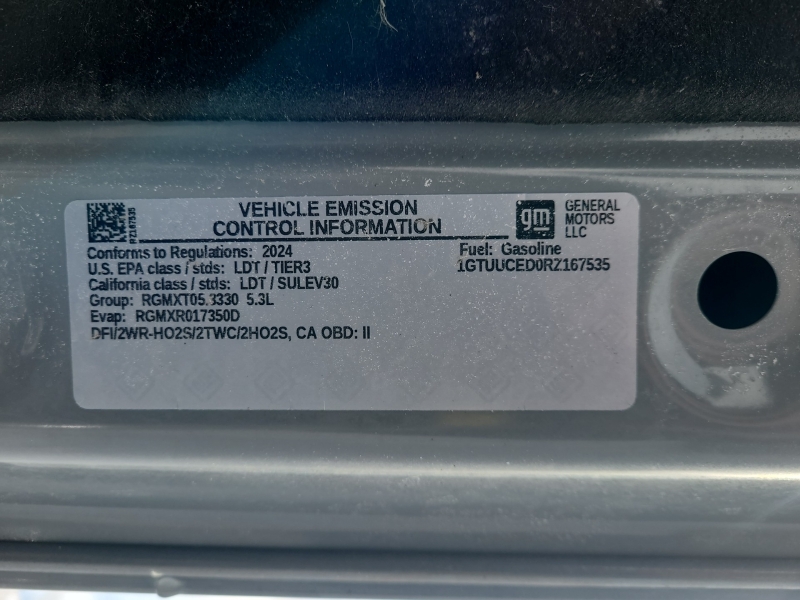 VEHICLE EMISSION
CONTROL INFORMATION
gm
GENERAL
MOTORS
LLC
RZ167535
Conforms to Regulations: 2024
Fuel: Gasoline
U.S. EPA class / stds: LDT / TIER3
1GTUUCED0RZ167535
California class / stds: LDT / SULEV30
Group: RGMXT05.3330 5.3L
Evap: RGMXR017350D
DFI/2WR-HO2S/2TWC/2HO2S, CA OBD: II